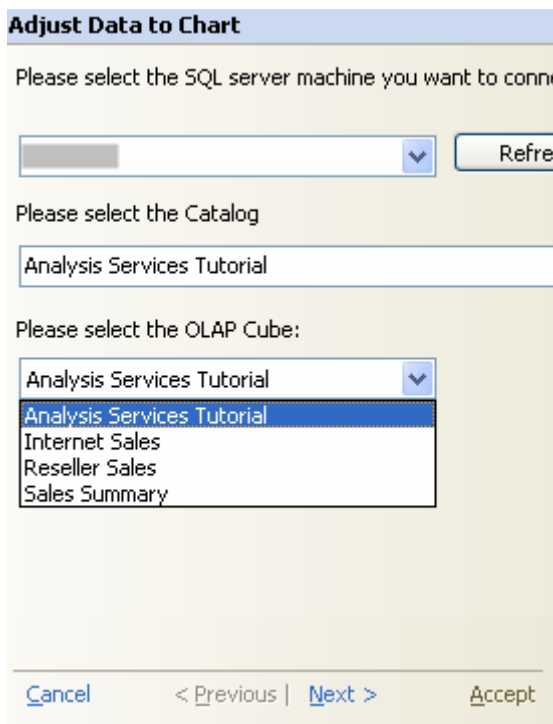 Adjust Data to Chart
Please select the SQL server machine you want to conne
Refre
Please select the Catalog
Analysis Services Tutorial
Please select the OLAP Cube:
Analysis Services Tutorial
Analysis Services Tutorial
Internet Sales
Reseller Sales
Sales Summary
Cancel < Previous | Next > Accept